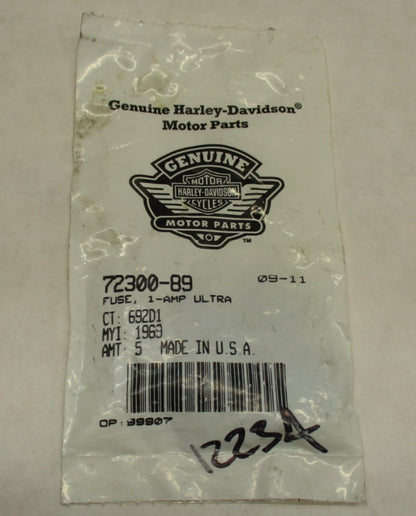 Genuine Harley-Davidson®
Motor Parts
GENUINE
MOTOR
HARLEY-DAVIDSON
CYCLES
MOTOR PARTS
TM
72300-89 09-11
FUSE, 1-AMP ULTRA
CT: 692D1
MYI: 1989
AMT: 5 MADE IN U.S.A.
OP: 99907
1223A